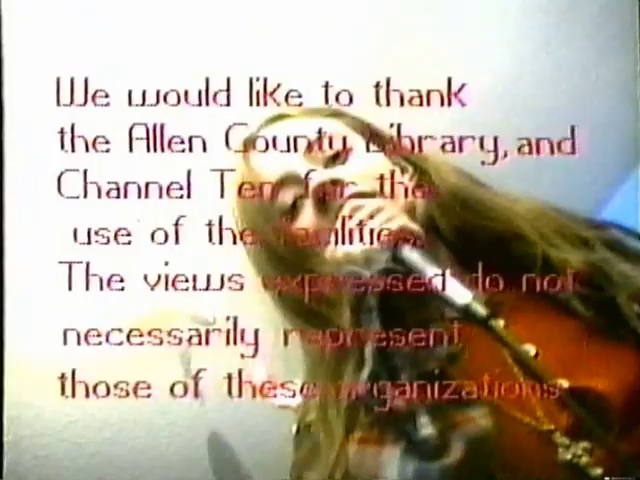 We would like to thank
the Allen County Library, and
Channel Ten for the
use of the facilities.
The views expressed do not
necessarily represent
those of these organizations